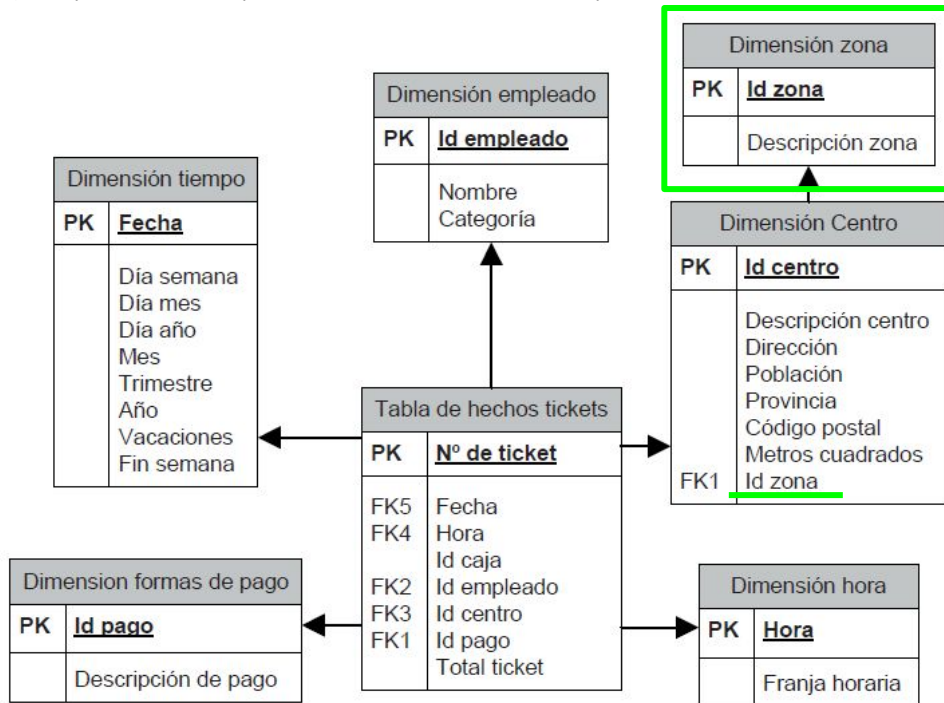 Dimensión zona
PK Id zona
Descripción zona
Dimensión empleado
PK Id empleado
Nombre
Categoría
Dimensión tiempo
PK Fecha
Día semana
Día mes
Día año
Mes
Trimestre
Año
Vacaciones
Fin semana
Dimensión Centro
PK Id centro
Descripción centro
Dirección
Población
Provincia
Código postal
Metros cuadrados
FK1 Id zona
Tabla de hechos tickets
PK Nº de ticket
FK5 Fecha
FK4 Hora
Id caja
FK2 Id empleado
FK3 Id centro
FK1 Id pago
Total ticket
Dimension formas de pago
PK Id pago
Descripción de pago
Dimensión hora
PK Hora
Franja horaria